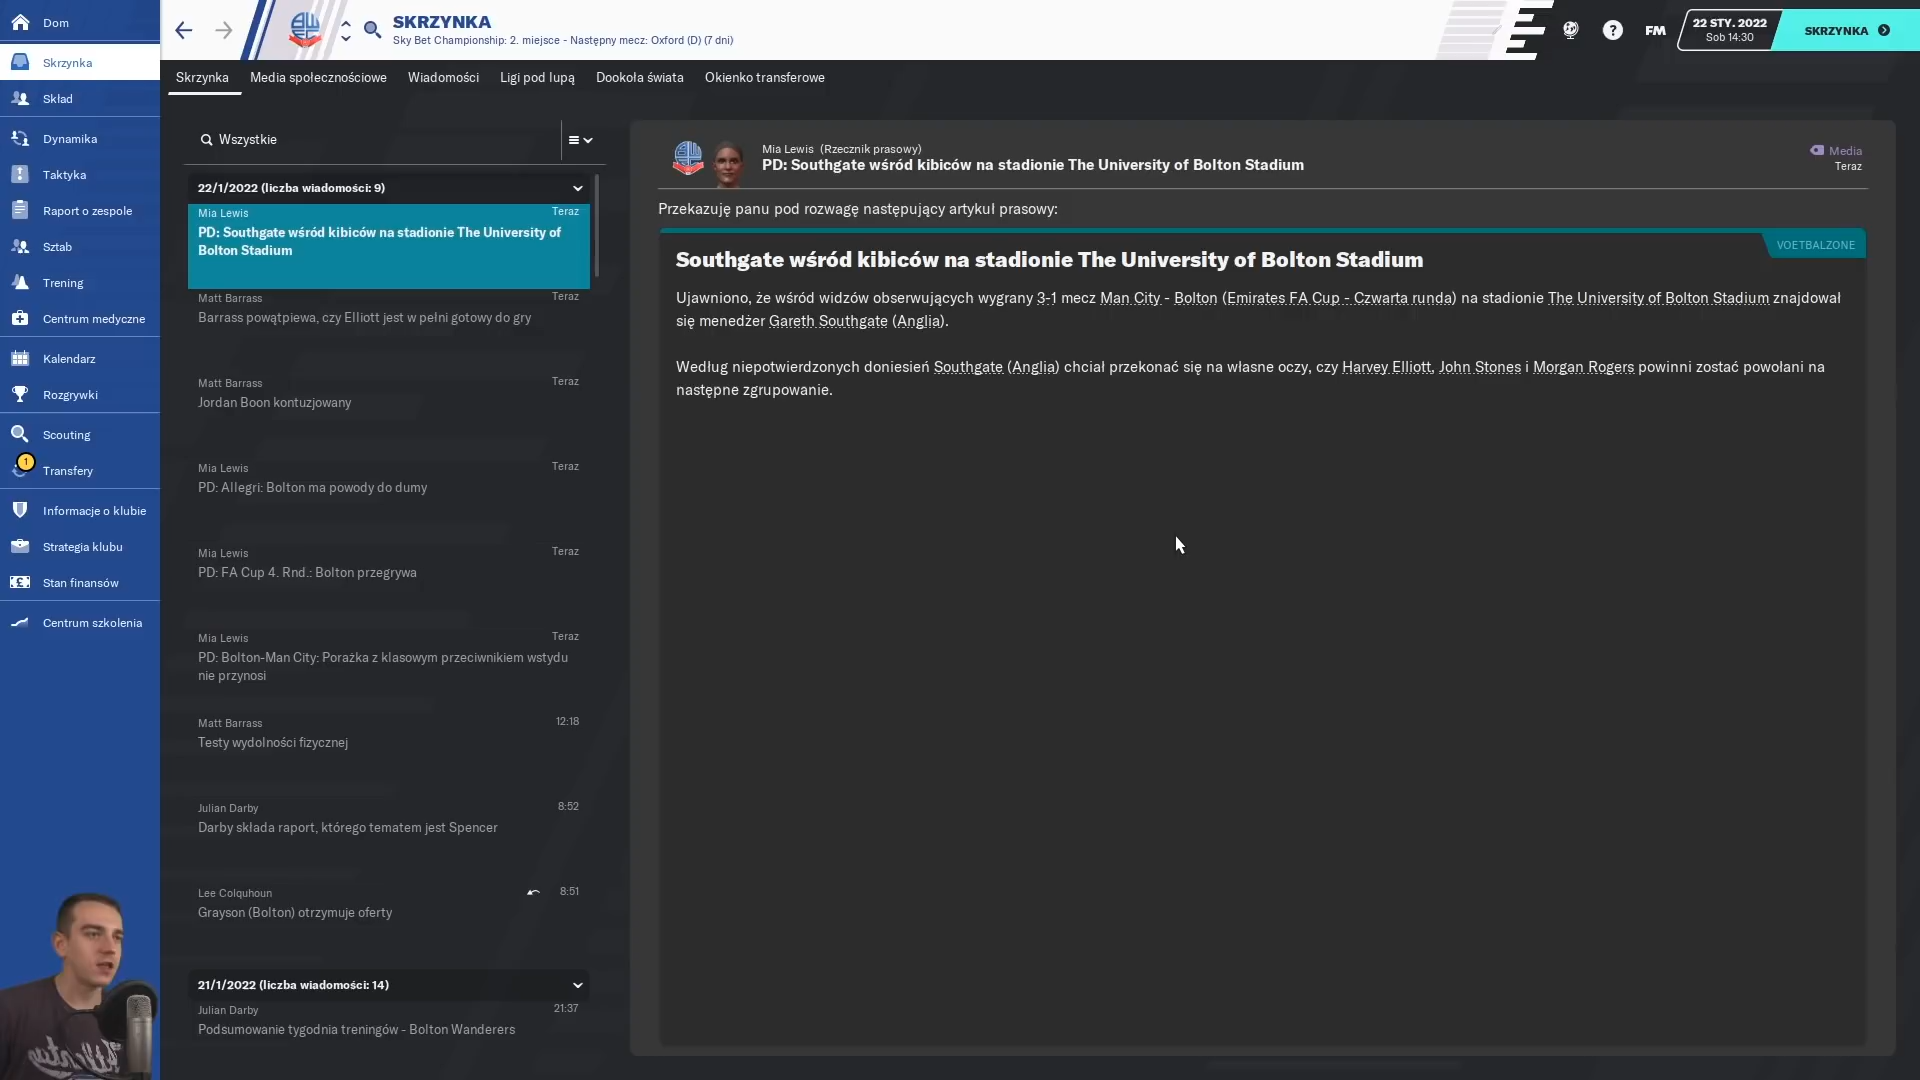 Dom
Skrzynka
Skład
Dynamika
Taktyka
Raport o zespole
Sztab
Trening
Centrum medyczne
Kalendarz
Rozgrywki
Scouting
1
Transfery
Informacje o klubie
Strategia klubu
Stan finansów
Centrum szkolenia
SKRZYNKA
Sky Bet Championship: 2. miejsce - Następny mecz: Oxford (D) (7 dni)
FM
22 STY. 2022
Sob 14:30
SKRZYNKA
Skrzynka Media społecznościowe Wiadomości Ligi pod lupą Dookoła świata Okienko transferowe
Wszystkie
22/1/2022 (liczba wiadomości: 9)
Mia Lewis Teraz
PD: Southgate wśród kibiców na stadionie The University of
Bolton Stadium
Matt Barrass Teraz
Barrass powątpiewa, czy Elliott jest w pełni gotowy do gry
Matt Barrass Teraz
Jordan Boon kontuzjowany
Mia Lewis Teraz
PD: Allegri: Bolton ma powody do dumy
Mia Lewis Teraz
PD: FA Cup 4. Rnd.: Bolton przegrywa
Mia Lewis Teraz
PD: Bolton-Man City: Porażka z klasowym przeciwnikiem wstydu
nie przynosi
Matt Barrass 12:18
Testy wydolności fizycznej
Julian Darby 8:52
Darby składa raport, którego tematem jest Spencer
Lee Colquhoun 8:51
Grayson (Bolton) otrzymuje oferty
21/1/2022 (liczba wiadomości: 14)
Julian Darby 21:37
Podsumowanie tygodnia treningów - Bolton Wanderers
Mia Lewis (Rzecznik prasowy)
PD: Southgate wśród kibiców na stadionie The University of Bolton Stadium
Media
Teraz
Przekazuję panu pod rozwagę następujący artykuł prasowy:
VOETBALZONE
Southgate wśród kibiców na stadionie The University of Bolton Stadium
Ujawniono, że wśród widzów obserwujących wygrany 3-1 mecz Man City - Bolton (Emirates FA Cup - Czwarta runda) na stadionie The University of Bolton Stadium znajdował
się menedżer Gareth Southgate (Anglia).
Według niepotwierdzonych doniesień Southgate (Anglia) chciał przekonać się na własne oczy, czy Harvey Elliott, John Stones i Morgan Rogers powinni zostać powołani na
następne zgrupowanie.